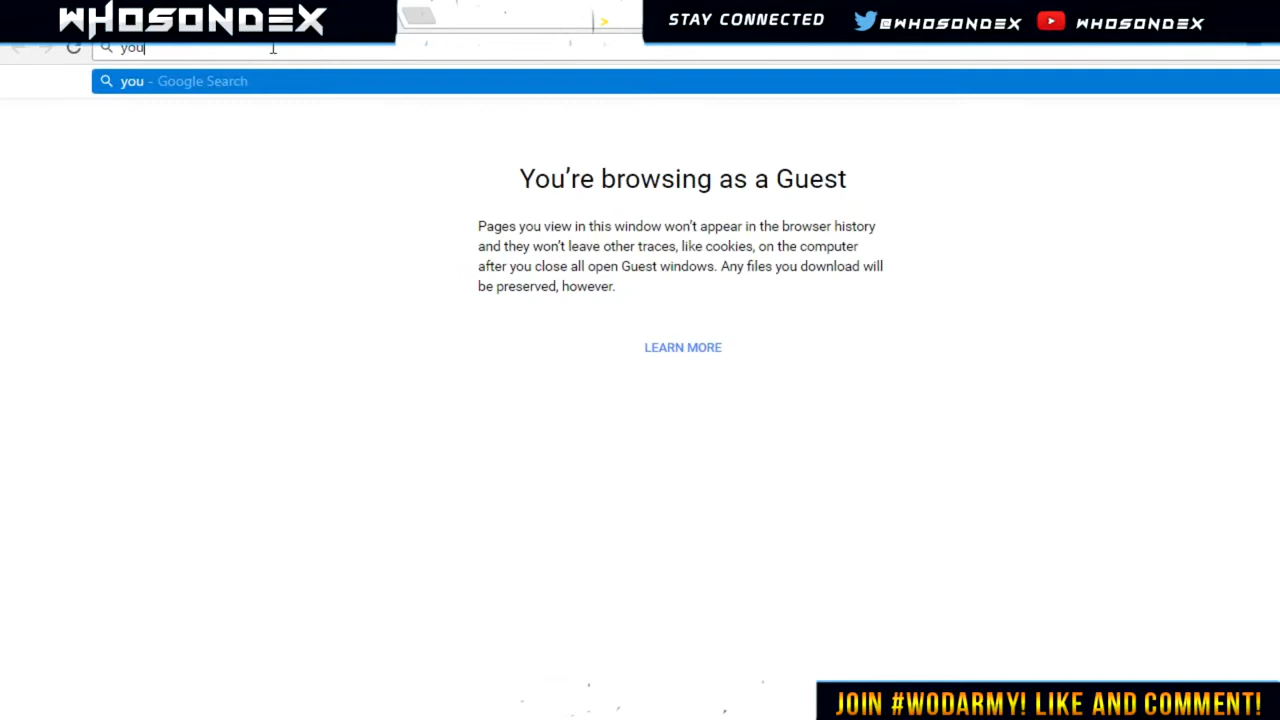 WHOSONDEX
STAY CONNECTED @WHOSONDEX WHOSONDEX
you
you - Google Search
You're browsing as a Guest
Pages you view in this window won't appear in the browser history
and they won't leave other traces, like cookies, on the computer
after you close all open Guest windows. Any files you download will
be preserved, however.
LEARN MORE
JOIN #WODARMY! LIKE AND COMMENT!